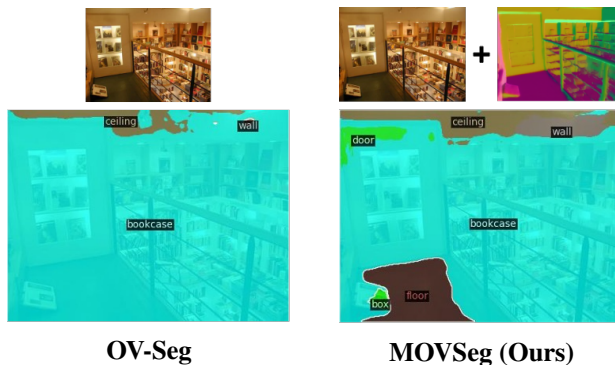 +
ceiling
wall
bookcase
OV-Seg
ceiling
wall
door
bookcase
floor
box
MOVSeg (Ours)